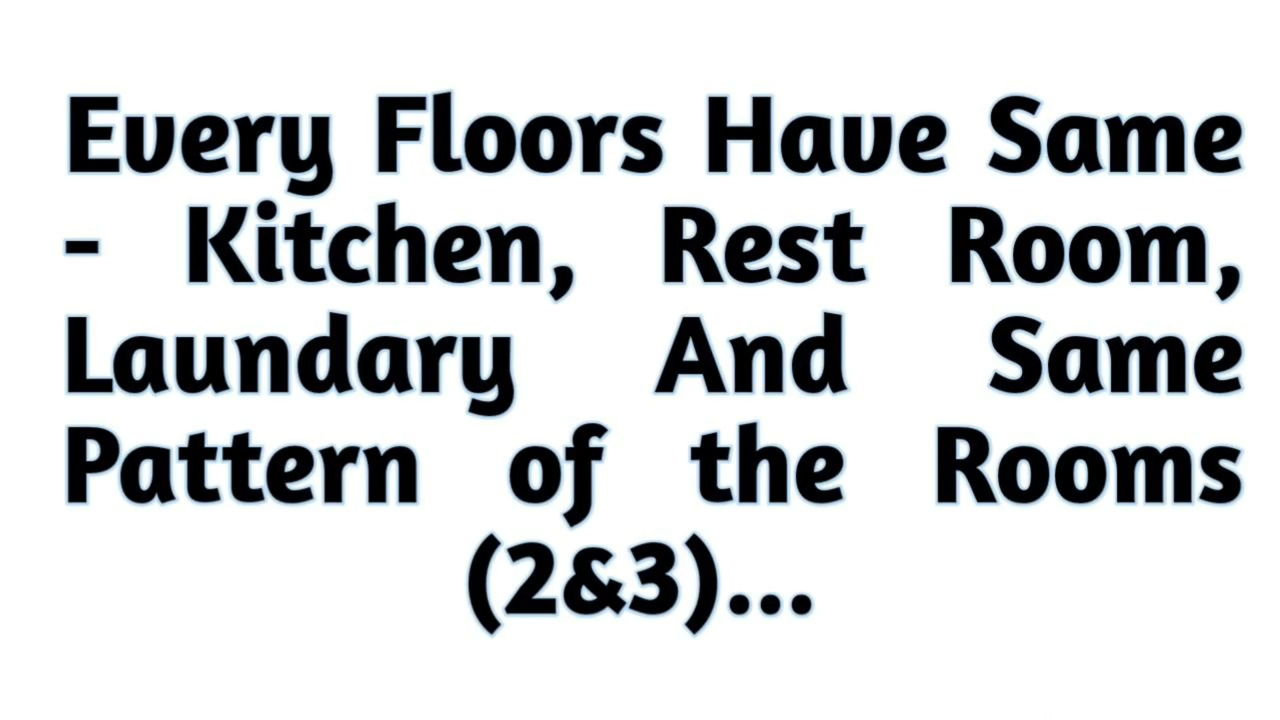 Every Floors Have Same
- Kitchen, Rest Room,
Laundary And Same
Pattern of the Rooms
(2&3)...